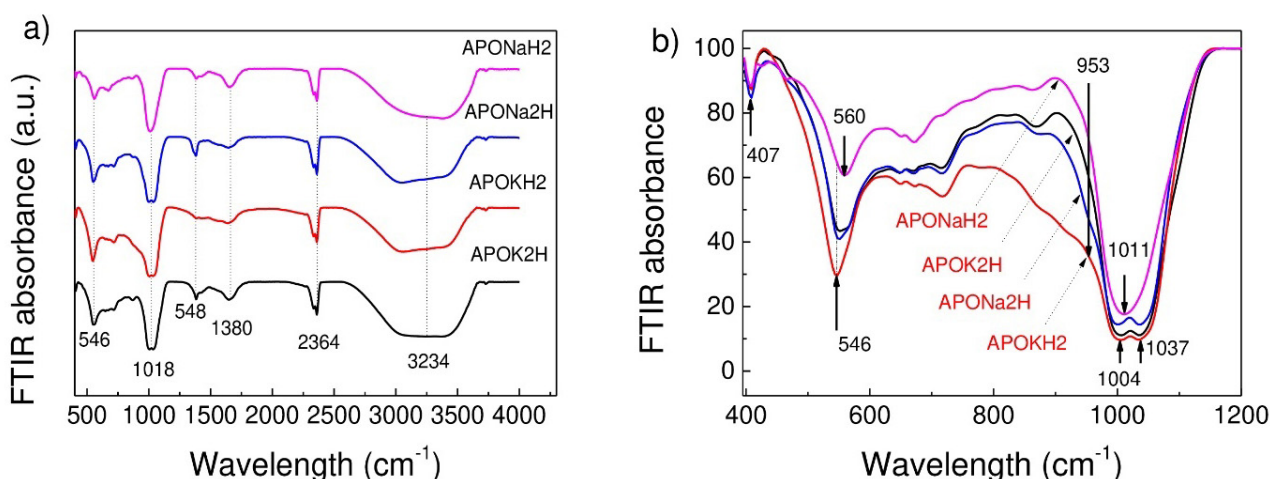 a)
FTIR absorbance (a.u.)
APONaH2
APONa2H
APOKH2
APOK2H
546
1018
548
1380
2364
3234
500 1000 1500 2000 2500 3000 3500 4000
Wavelength (cm-1)
b)
FTIR absorbance
100
80
60
40
20
0
407
560
953
546
1011
1037
1004
APONaH2
APOK2H
APONa2H
APOKH2
400 600 800 1000 1200
Wavelength (cm-1)